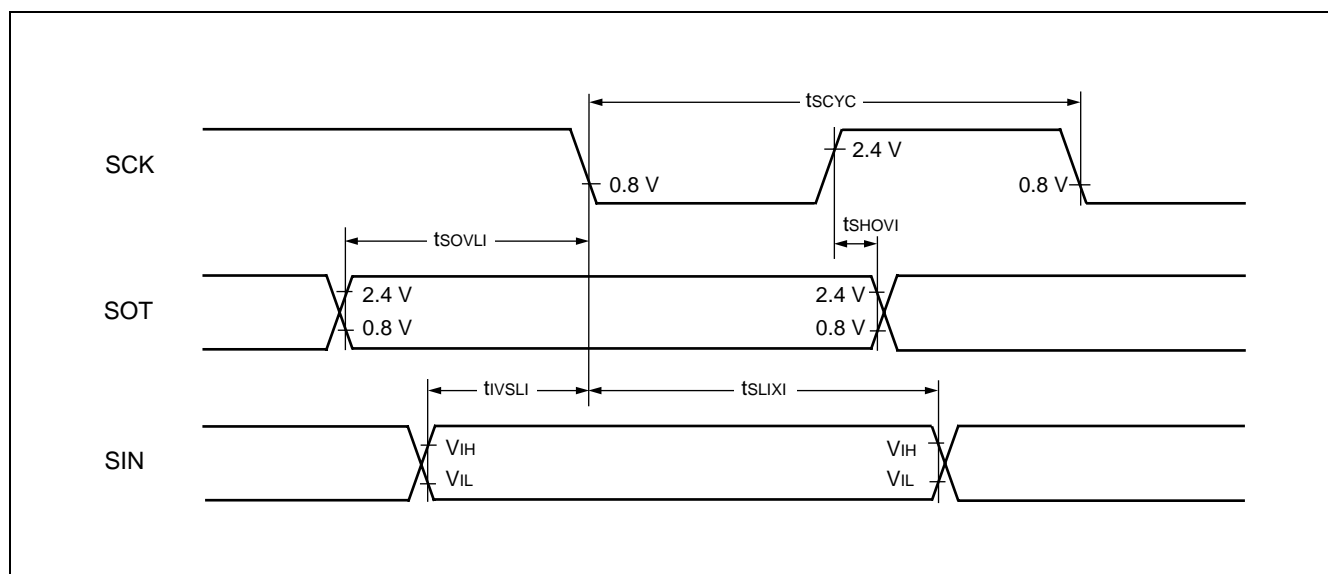 tSCYC
SCK
2.4 V
0.8 V
0.8 V
tSHOVI
tSOVLI
SOT
2.4 V
2.4 V
0.8 V
0.8 V
tIVSLI
tSLIXI
SIN
VIH
VIH
VIL
VIL